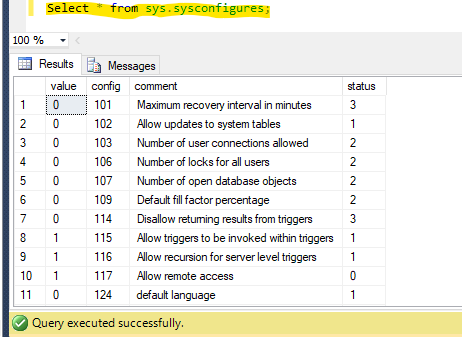 Select * from sys.sysconfigures;
100 %
Results Messages
value config comment status
1 0 101 Maximum recovery interval in minutes 3
2 0 102 Allow updates to system tables 1
3 0 103 Number of user connections allowed 2
4 0 106 Number of locks for all users 2
5 0 107 Number of open database objects 2
6 0 109 Default fill factor percentage 2
7 0 114 Disallow returning results from triggers 3
8 1 115 Allow triggers to be invoked within triggers 1
9 1 116 Allow recursion for server level triggers 1
10 1 117 Allow remote access 0
11 0 124 default language 1
Query executed successfully.